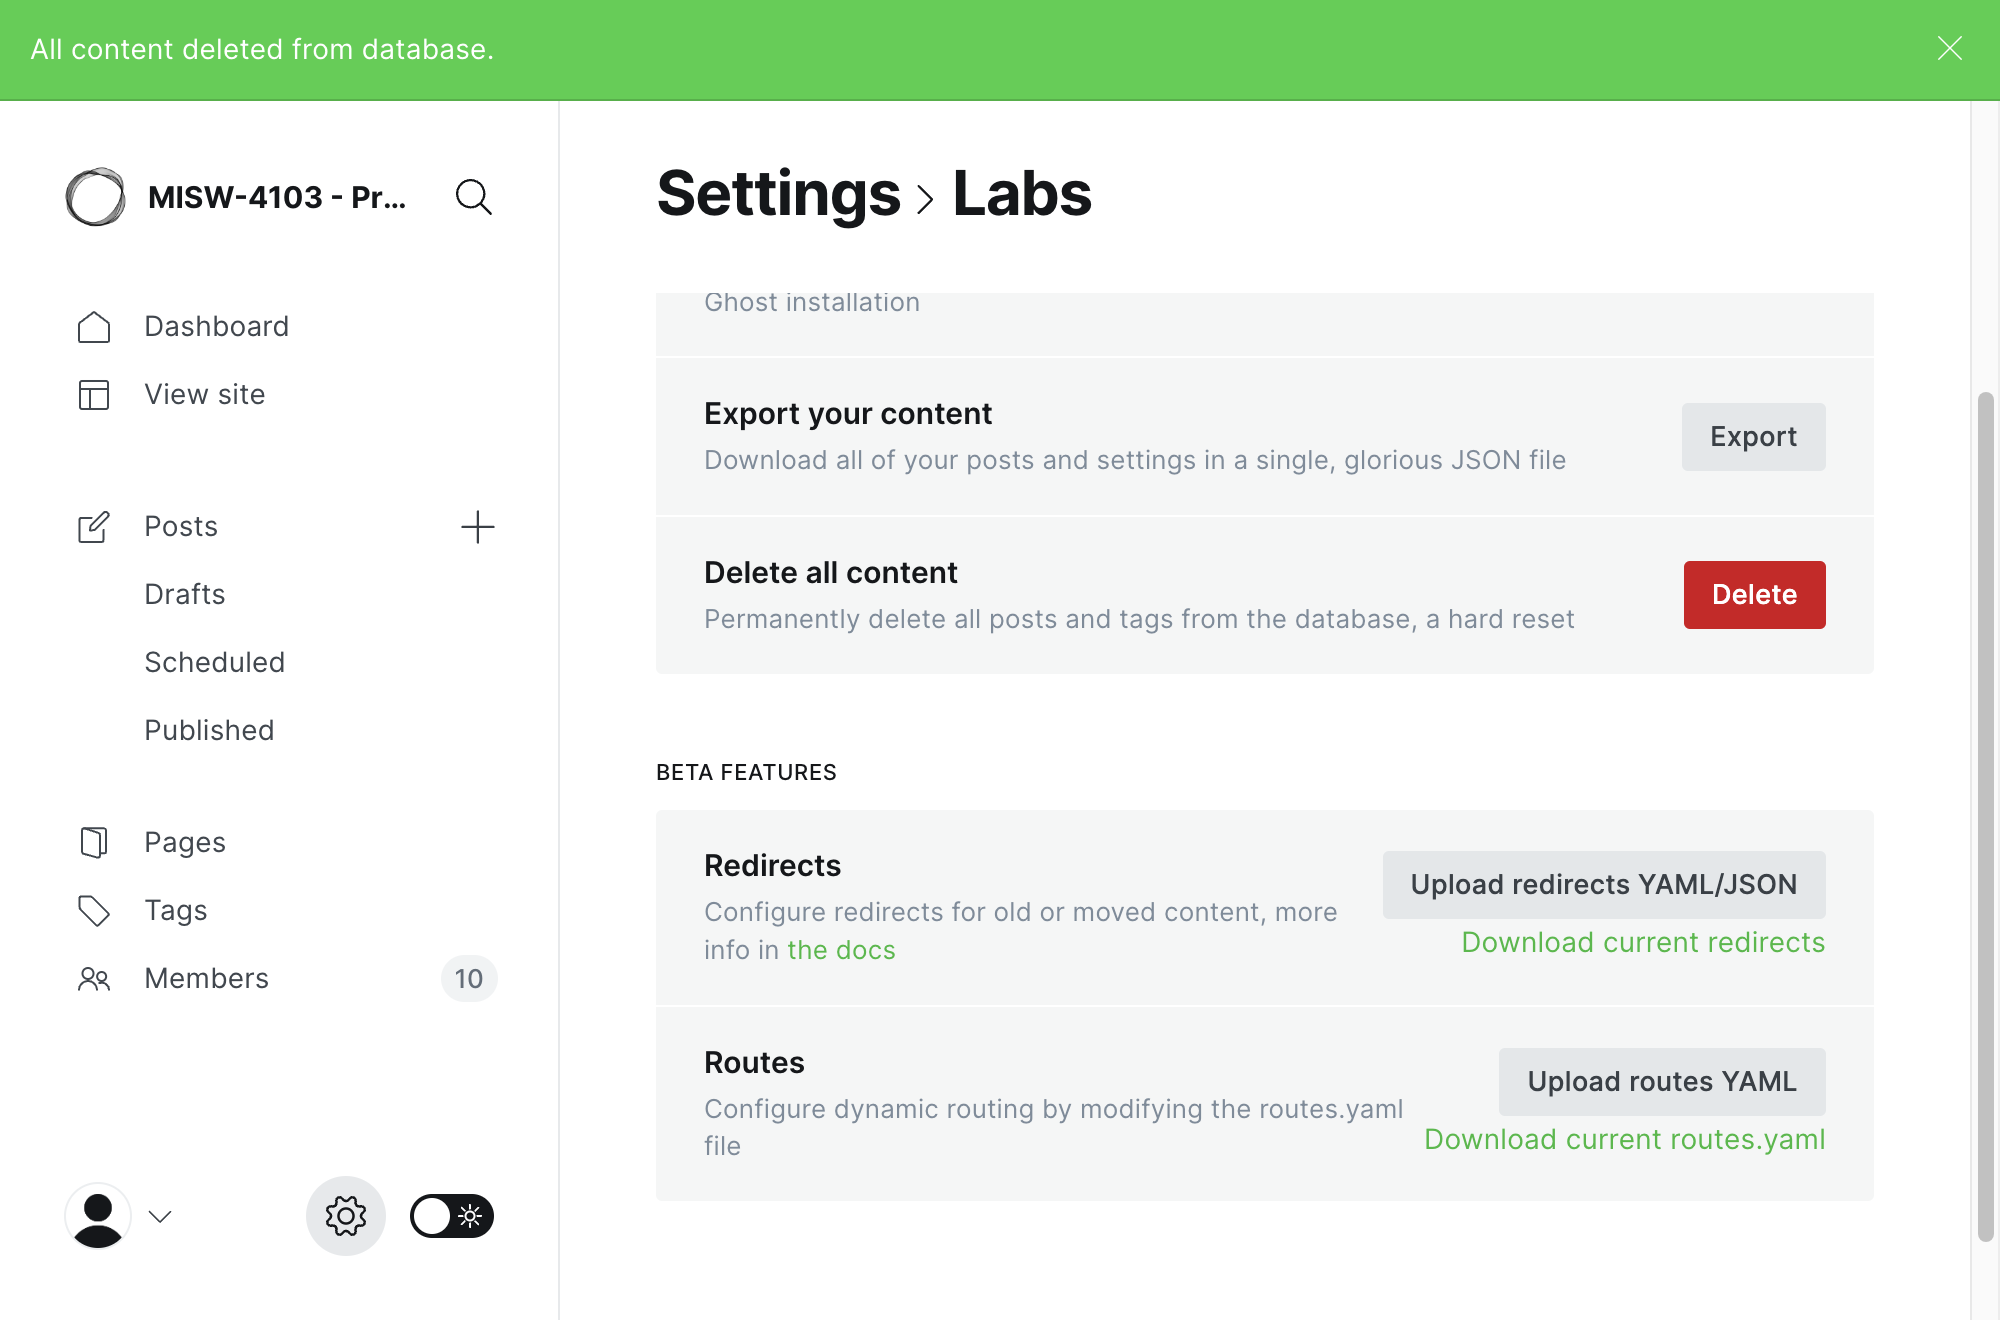 All content deleted from database.
MISW-4103 - Pr...
Dashboard
View site
Posts
Drafts
Scheduled
Published
Pages
Tags
Members
10
Settings > Labs
Ghost installation
Export your content
Download all of your posts and settings in a single, glorious JSON file
Export
Delete all content
Permanently delete all posts and tags from the database, a hard reset
Delete
BETA FEATURES
Redirects
Configure redirects for old or moved content, more
info in the docs
Upload redirects YAML/JSON
Download current redirects
Routes
Configure dynamic routing by modifying the routes.yaml
file
Upload routes YAML
Download current routes.yaml